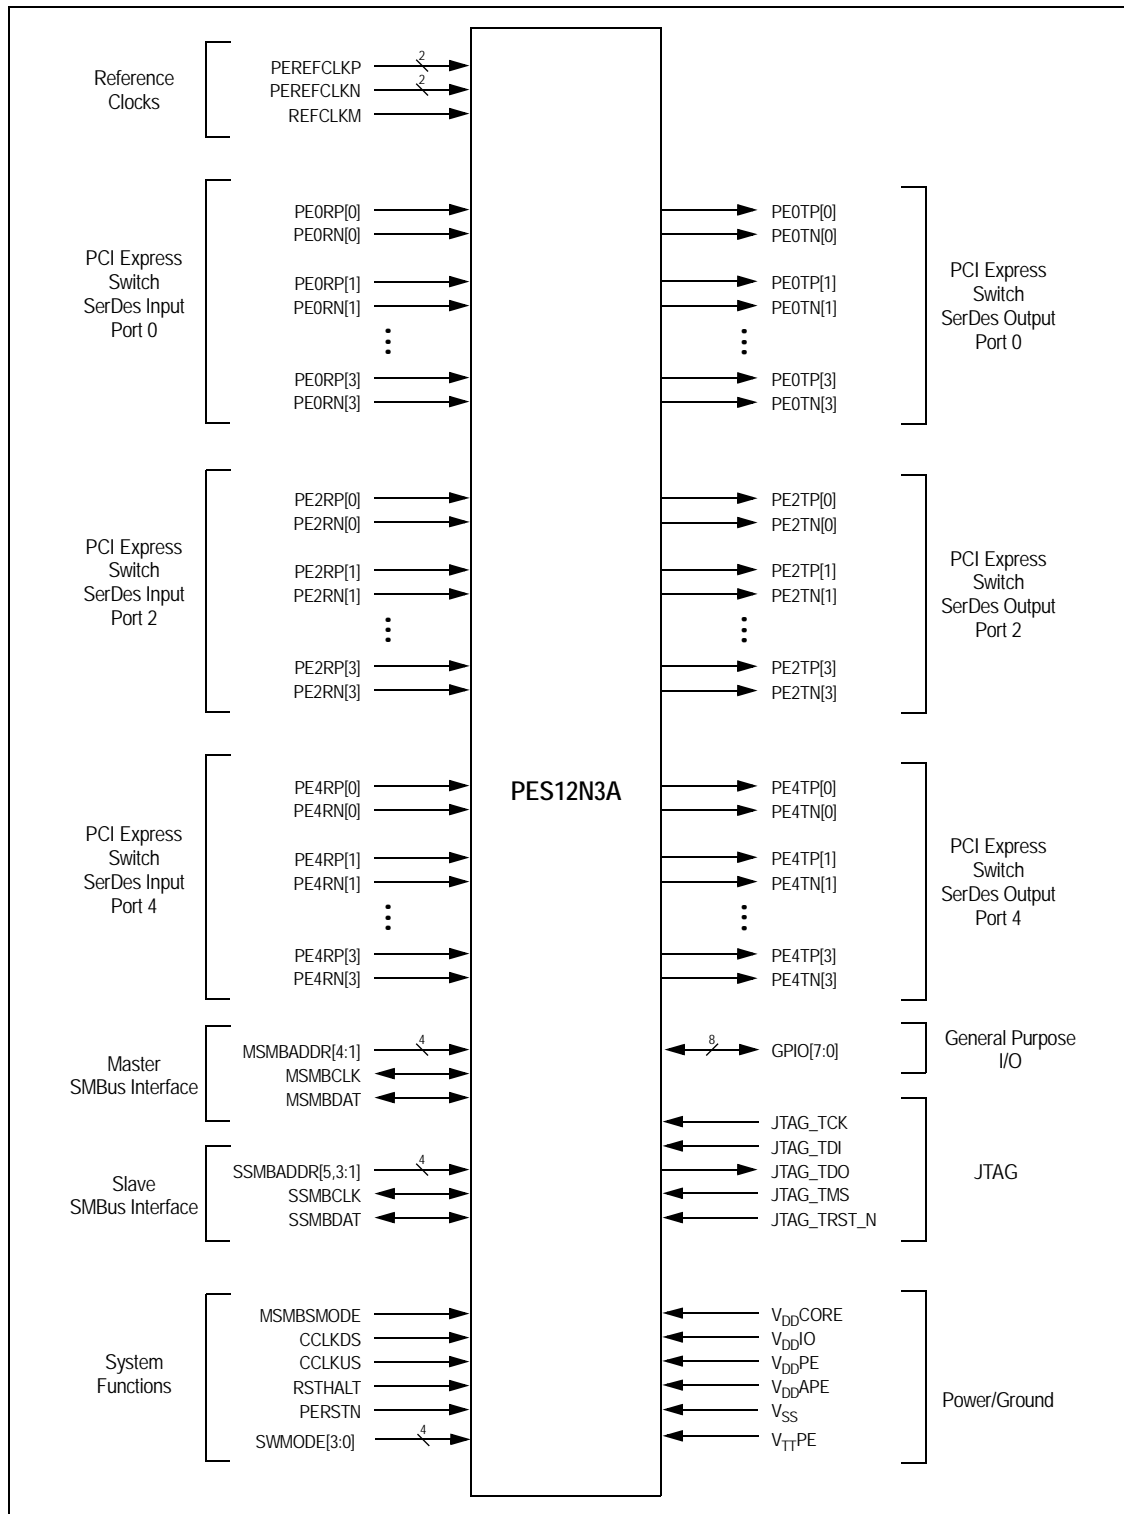 Reference
Clocks
PEREFCLKP
2
PEREFCLKN
2
REFCLKM
PCI Express
Switch
SerDes Input
Port 0
PE0RP[0]
PE0RN[0]
PE0RP[1]
PE0RN[1]
PE0RP[3]
PE0RN[3]
PE0TP[0]
PE0TN[0]
PE0TP[1]
PE0TN[1]
PE0TP[3]
PE0TN[3]
PCI Express
Switch
SerDes Output
Port 0
PCI Express
Switch
SerDes Input
Port 2
PE2RP[0]
PE2RN[0]
PE2RP[1]
PE2RN[1]
PE2RP[3]
PE2RN[3]
PE2TP[0]
PE2TN[0]
PE2TP[1]
PE2TN[1]
PE2TP[3]
PE2TN[3]
PCI Express
Switch
SerDes Output
Port 2
PES12N3A
PCI Express
Switch
SerDes Input
Port 4
PE4RP[0]
PE4RN[0]
PE4RP[1]
PE4RN[1]
PE4RP[3]
PE4RN[3]
PE4TP[0]
PE4TN[0]
PE4TP[1]
PE4TN[1]
PE4TP[3]
PE4TN[3]
PCI Express
Switch
SerDes Output
Port 4
Master
SMBus Interface
MSMBADDR[4:1]
4
MSMBCLK
MSMBDAT
8
GPIO[7:0]
General Purpose
I/O
Slave
SMBus Interface
SSMBADDR[5,3:1]
4
SSMBCLK
SSMBDAT
JTAG_TCK
JTAG_TDI
JTAG_TDO
JTAG_TMS
JTAG_TRST_N
JTAG
System
Functions
MSMBSMODE
CCLKDS
CCLKUS
RSTHALT
PERSTN
SWMODE[3:0]
4
VDDCORE
VDDIO
VDDPE
VDDAPE
VSS
VTTPE
Power/Ground